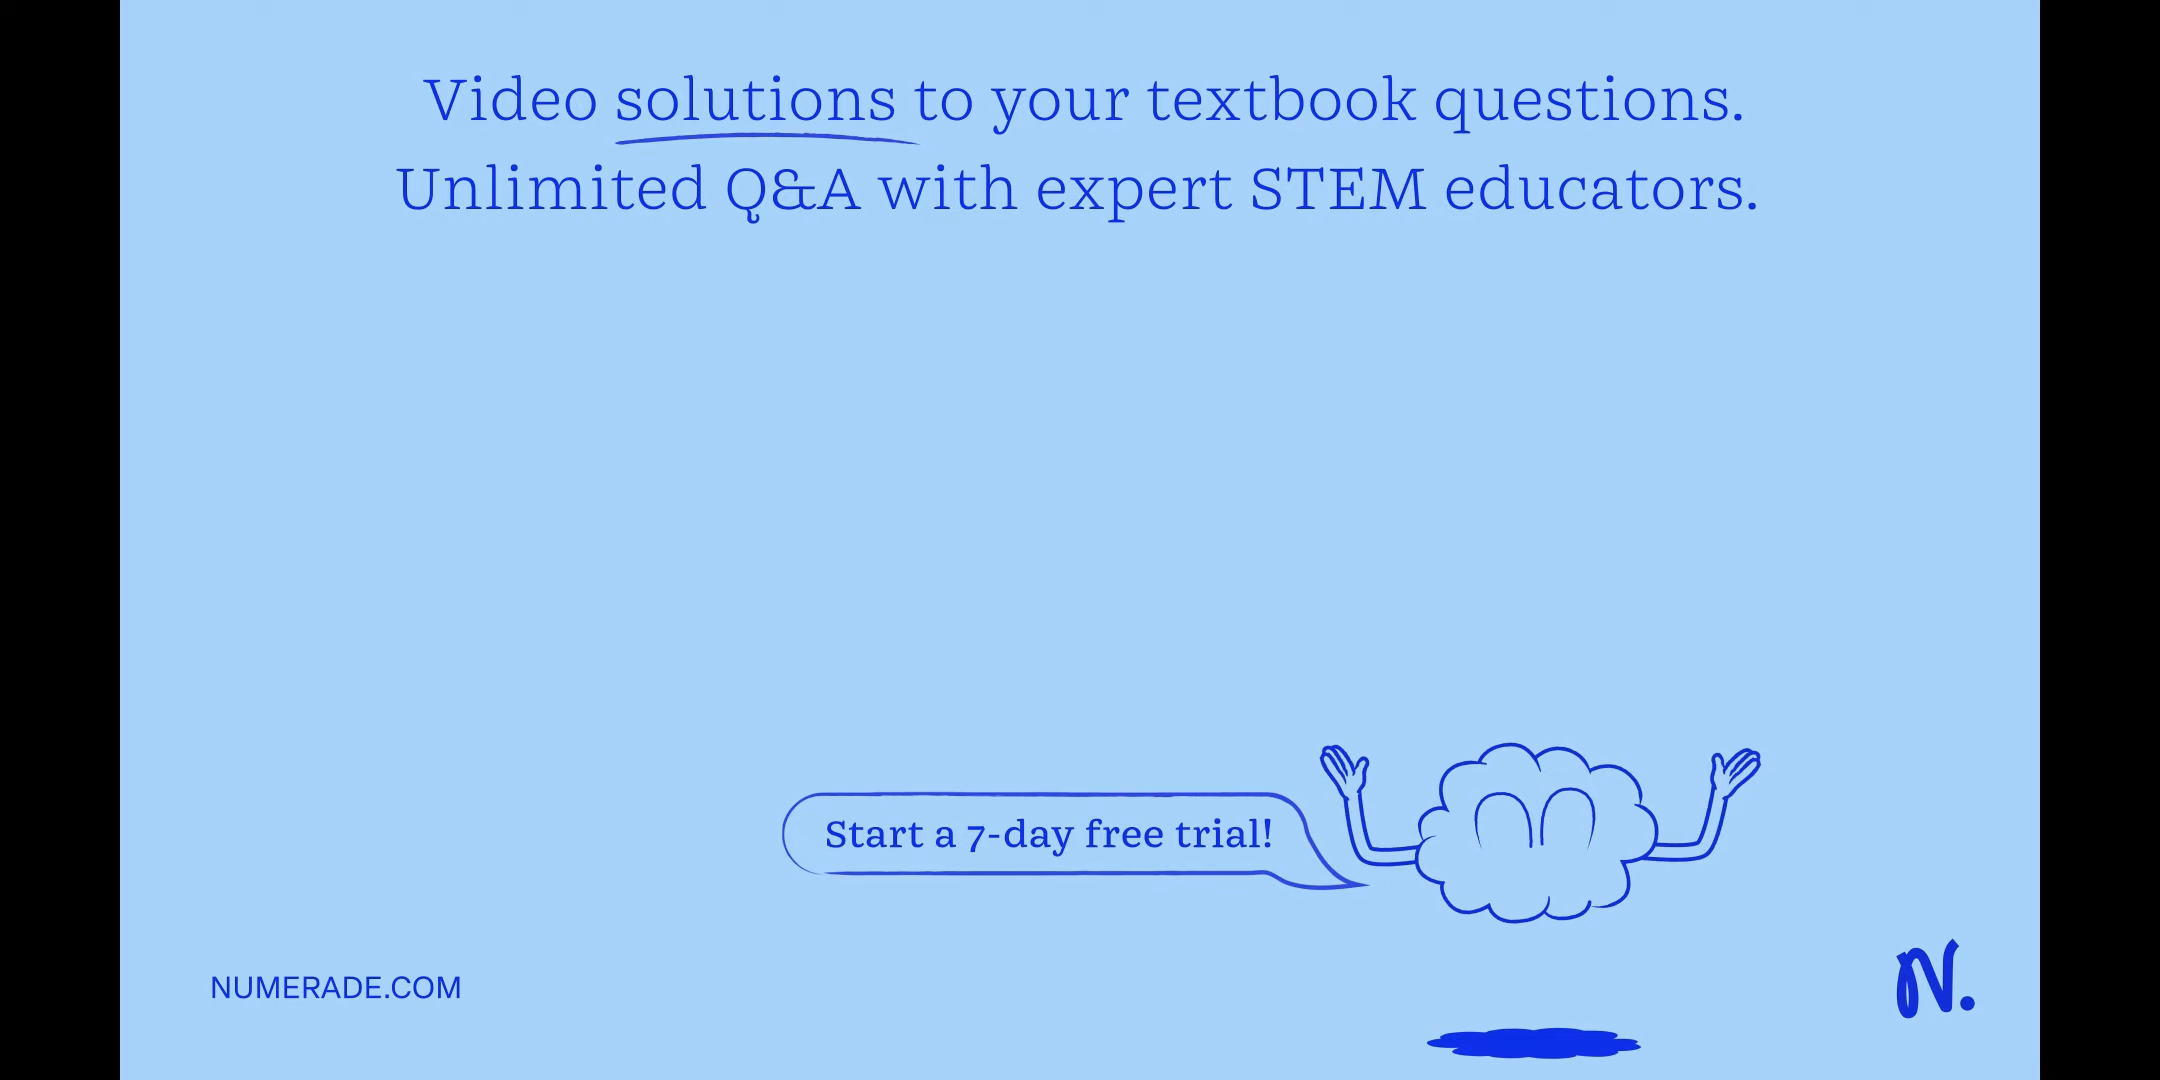 Video solutions to your textbook questions.
Unlimited Q&A with expert STEM educators.
Start a 7-day free trial!
NUMERADE.COM
N.